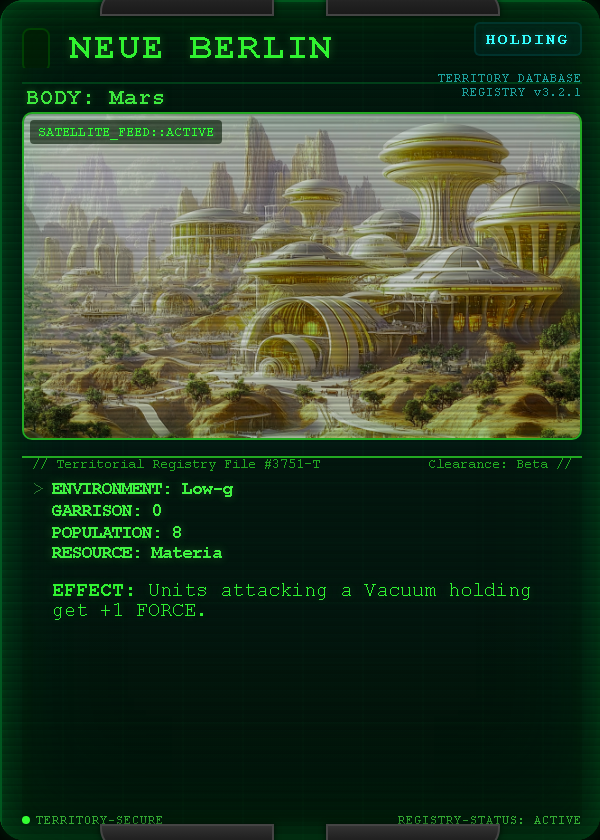 NEUE BERLIN
HOLDING
TERRITORY DATABASE
REGISTRY v3.2.1
BODY: Mars
SATELLITE_FEED::ACTIVE
// Territorial Registry File #3751-T
Clearance: Beta //
> ENVIRONMENT: Low-g
GARRISON: 0
POPULATION: 8
RESOURCE: Materia
EFFECT: Units attacking a Vacuum holding
get +1 FORCE.
TERRITORY-SECURE
REGISTRY-STATUS: ACTIVE